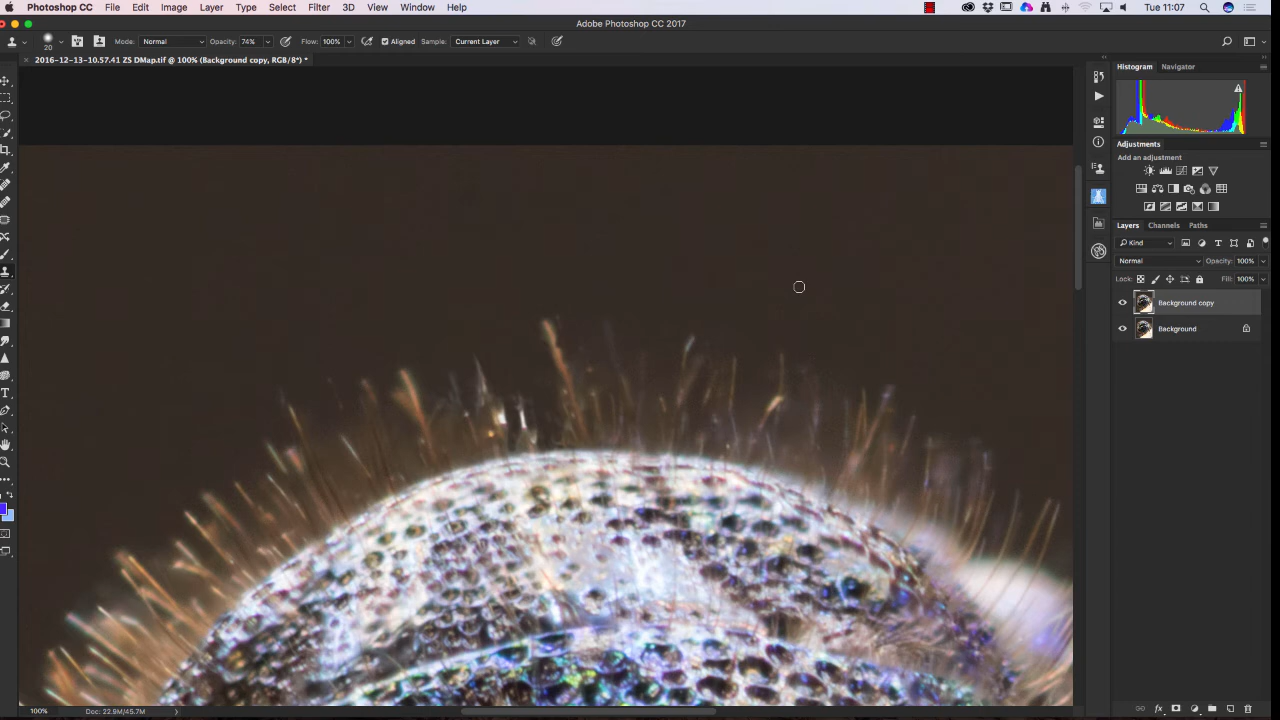 Photoshop CC File Edit Image Layer Type Select Filter 3D View Window Help Tue 11:07
Adobe Photoshop CC 2017
20 Mode: Normal Opacity: 74% Flow: 100% Aligned Sample: Current Layer
2016-12-13-10.57.41 ZS DMap.tif @ 100% (Background copy, RGB/8*) *
Histogram Navigator
Adjustments
Add an adjustment
Layers Channels Paths
Kind
Normal Opacity: 100%
Lock: Fill: 100%
Background copy
Background
100% Doc: 22.9M/45.7M